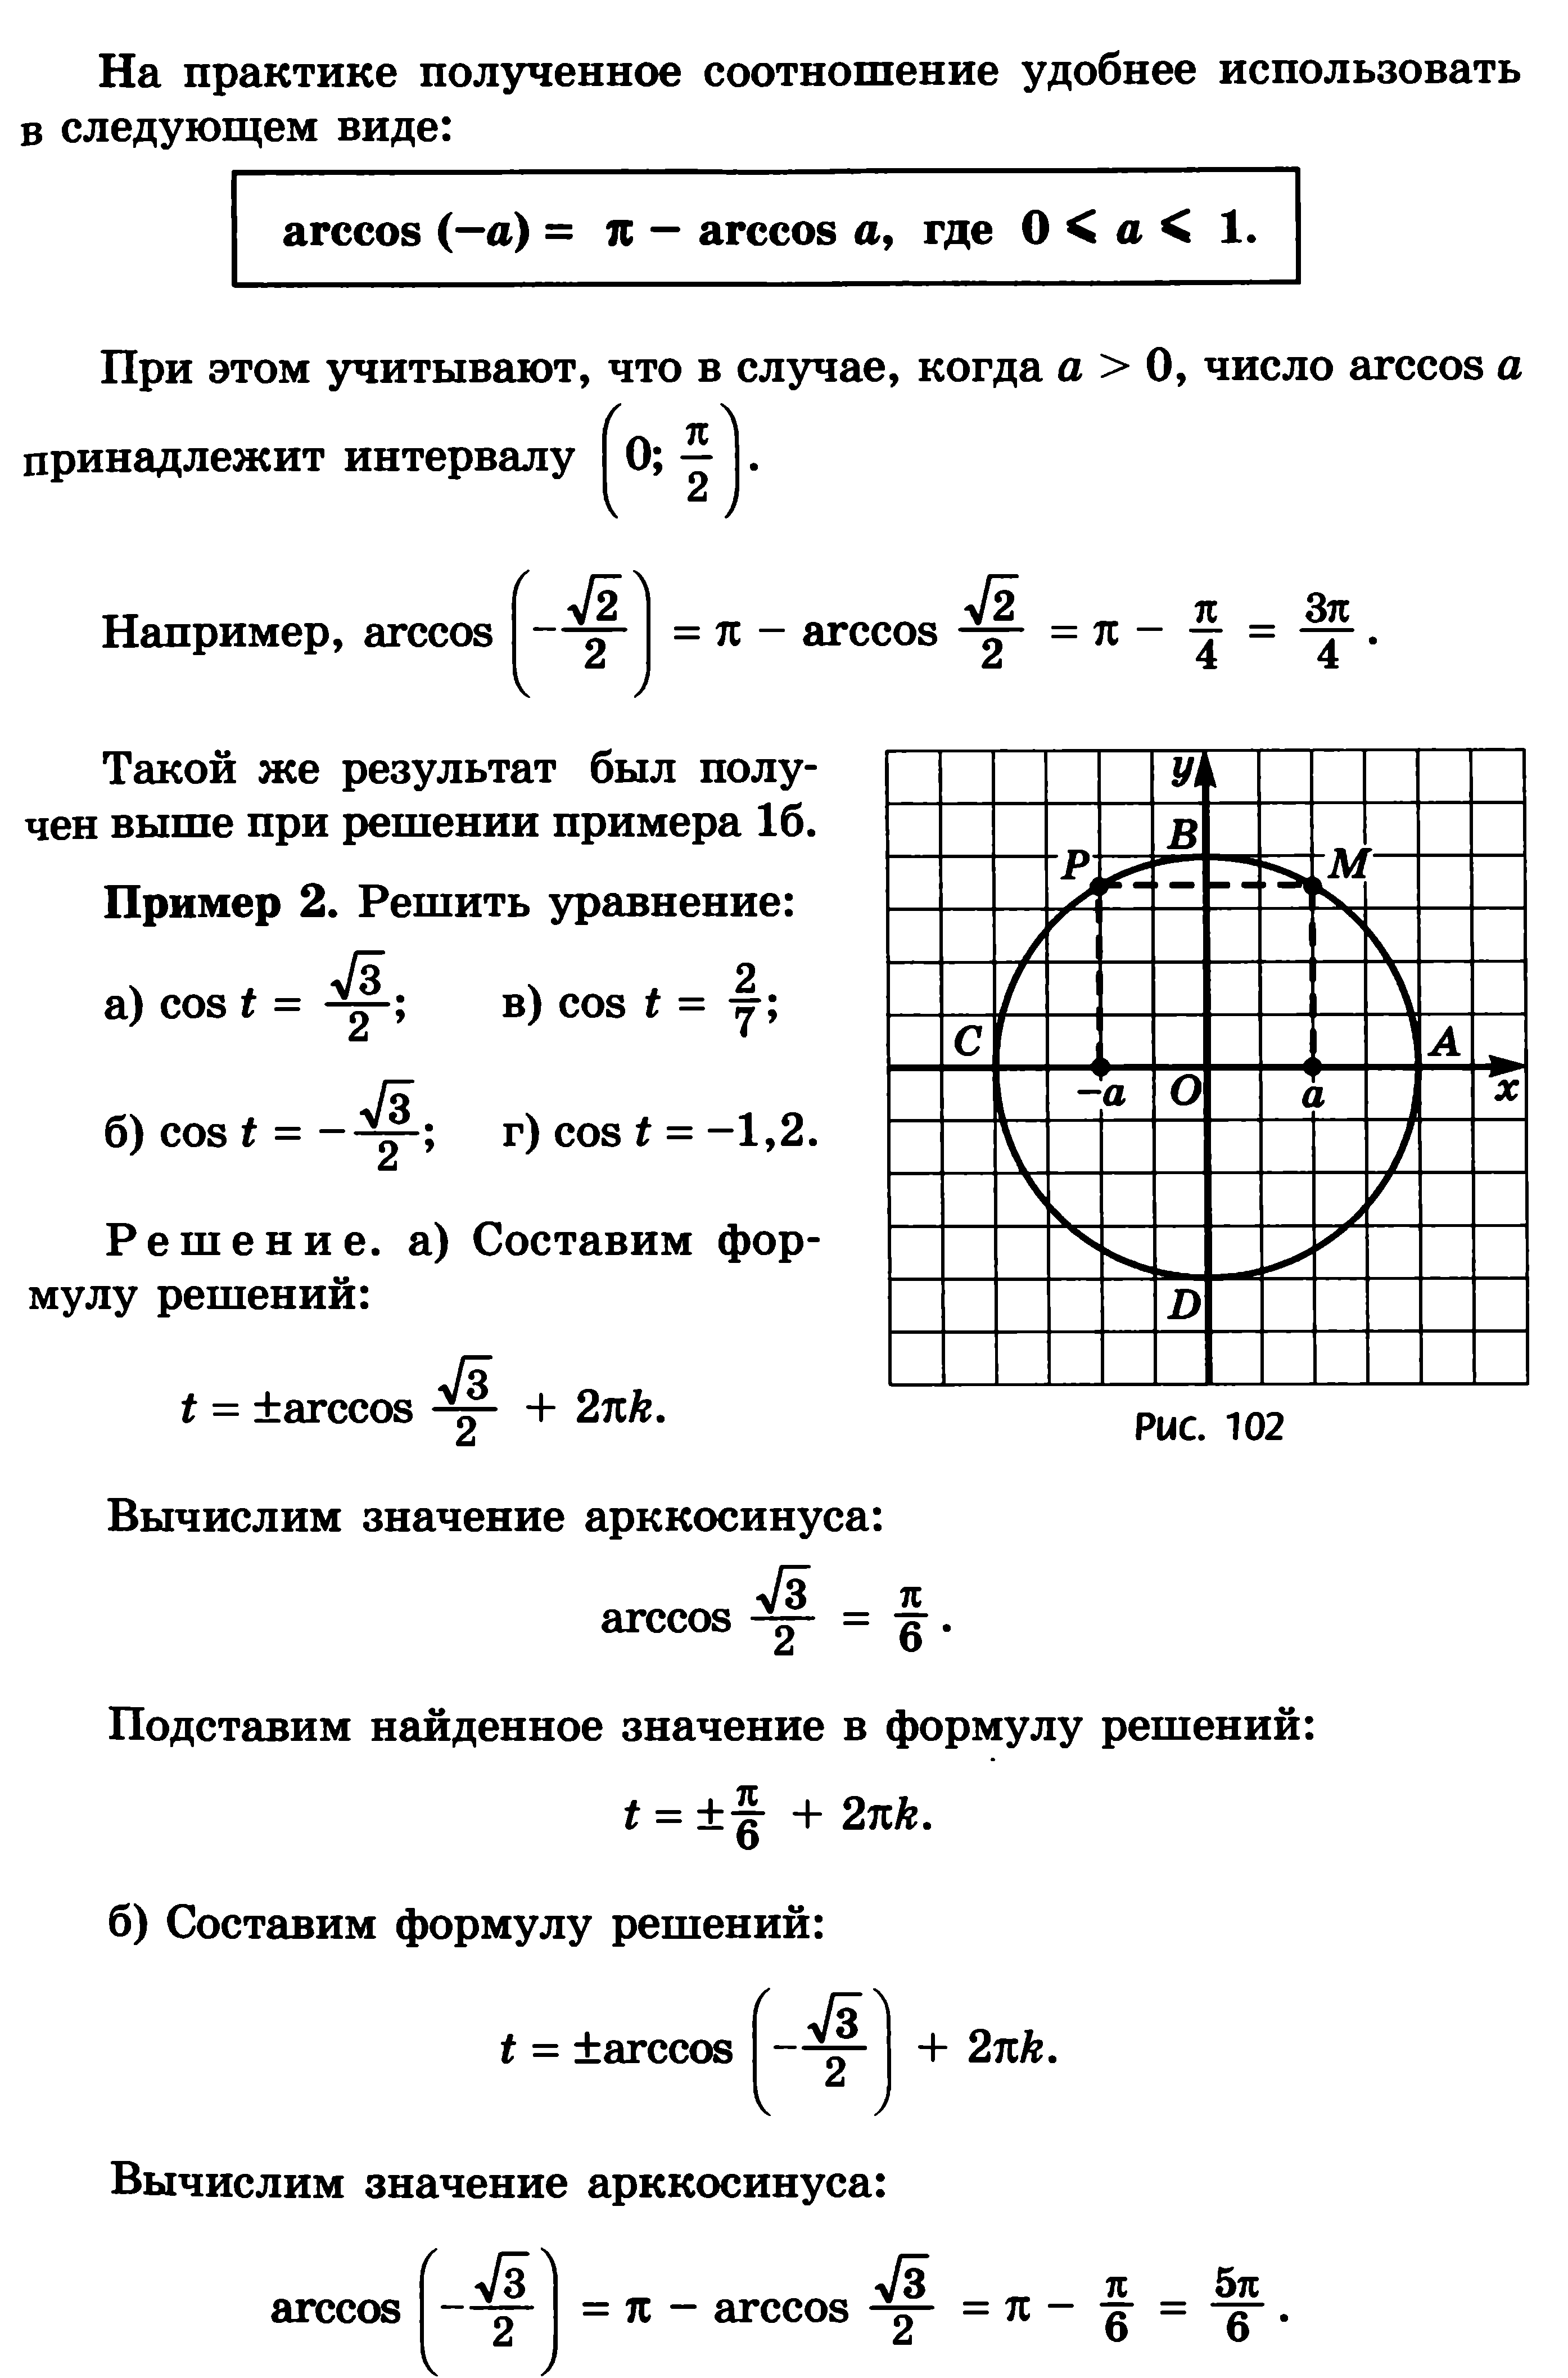 На практике полученное соотношение удобнее использовать
в следующем виде:
arccos (−a) = π − arccos a, где 0 ⩽ a ⩽ 1.
При этом учитывают, что в случае, когда a > 0, число arccos a
принадлежит интервалу (0; π/2).
Например, arccos (−√2/2) = π − arccos √2/2 = π − π/4 = 3π/4.
Такой же результат был полу-
чен выше при решении примера 1б.
Пример 2. Решить уравнение:
а) cos t = √3/2; в) cos t = 2/7;
б) cos t = −√3/2; г) cos t = −1,2.
Решение. а) Составим фор-
мулу решений:
t = ±arccos √3/2 + 2πk.
y
B
P
M
C
A
−a
O
a
x
D
Рис. 102
Вычислим значение арккосинуса:
arccos √3/2 = π/6.
Подставим найденное значение в формулу решений:
t = ±π/6 + 2πk.
б) Составим формулу решений:
t = ±arccos (−√3/2) + 2πk.
Вычислим значение арккосинуса:
arccos (−√3/2) = π − arccos √3/2 = π − π/6 = 5π/6.